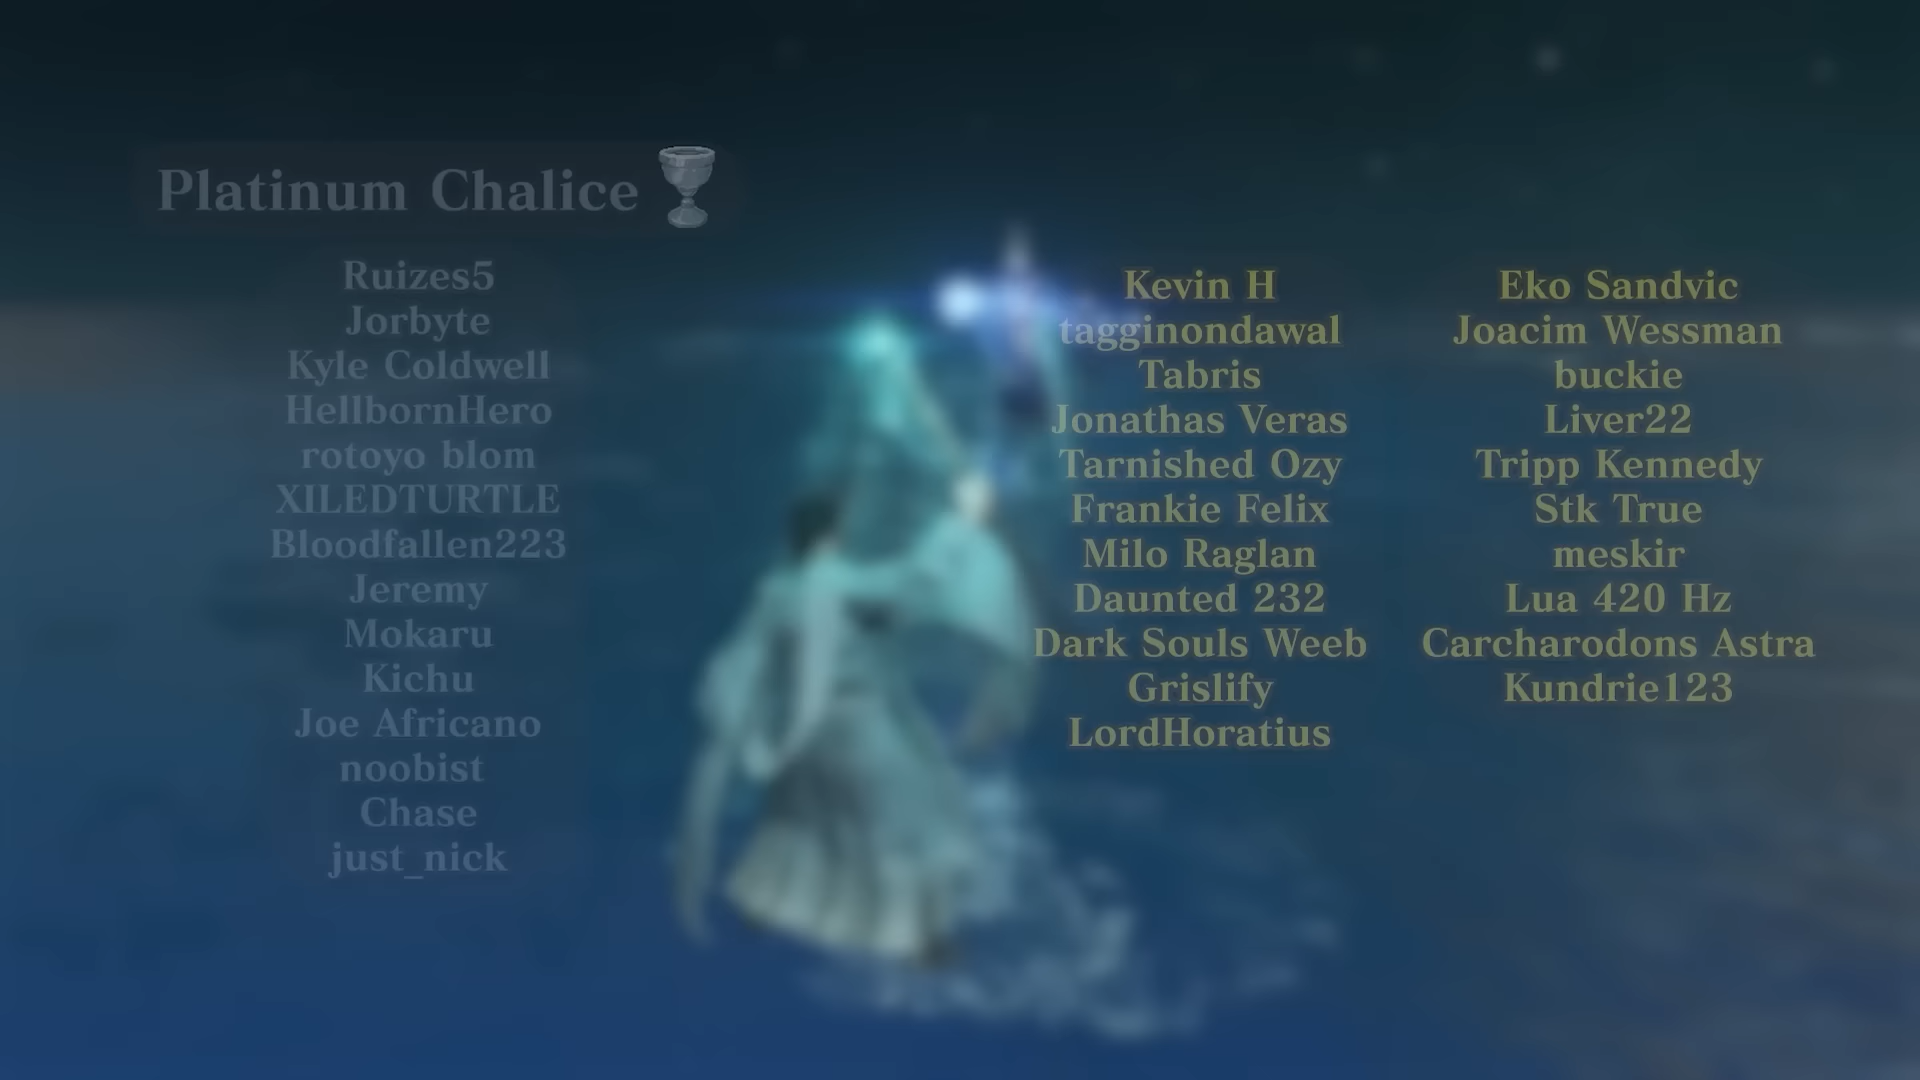 Platinum Chalice
Ruizes5
Jorbyte
Kyle Coldwell
HellbornHero
rotoyo blom
XILEDTURTLE
Bloodfallen223
Jeremy
Mokaru
Kichu
Joe Africano
noobist
Chase
just_nick
Kevin H
tagginondawal
Tabris
Jonathas Veras
Tarnished Ozy
Frankie Felix
Milo Raglan
Daunted 232
Dark Souls Weeb
Grislify
LordHoratius
Eko Sandvic
Joacim Wessman
buckie
Liver22
Tripp Kennedy
Stk True
meskir
Lua 420 Hz
Carcharodons Astra
Kundrie123